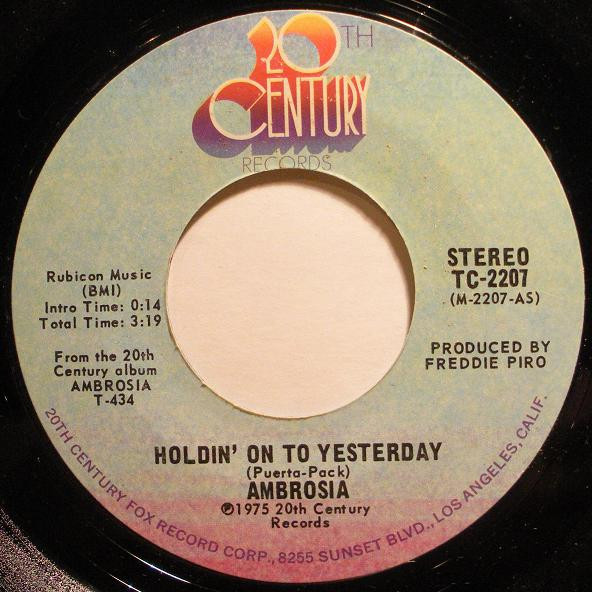 20TH
CENTURY
RECORDS
Rubicon Music
(BMI)
Intro Time: 0:14
Total Time: 3:19
From the 20th
Century album
AMBROSIA
T-434
STEREO
TC-2207
(M-2207-AS)
PRODUCED BY
FREDDIE PIRO
HOLDIN' ON TO YESTERDAY
(Puerta-Pack)
AMBROSIA
℗1975 20th Century
Records
20TH CENTURY FOX RECORD CORP., 8255 SUNSET BLVD., LOS ANGELES, CALIF.